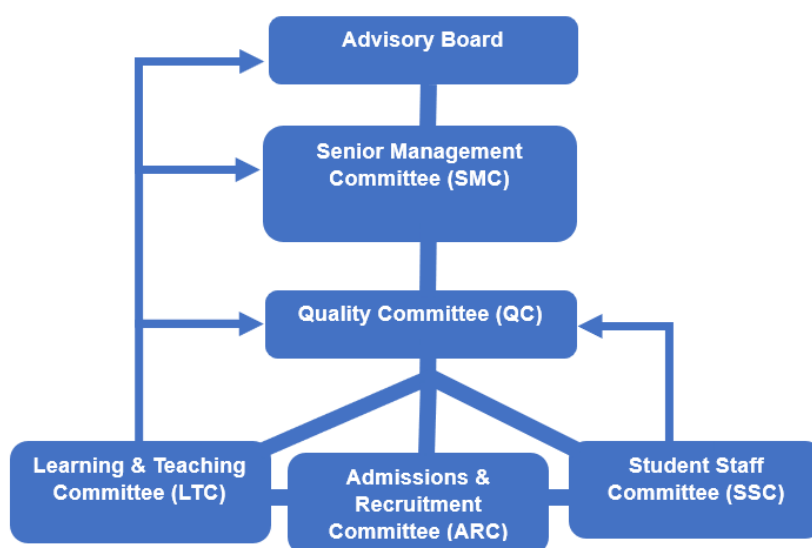 Advisory Board
Senior Management
Committee (SMC)
Quality Committee (QC)
Learning & Teaching
Committee (LTC)
Admissions &
Recruitment
Committee (ARC)
Student Staff
Committee (SSC)